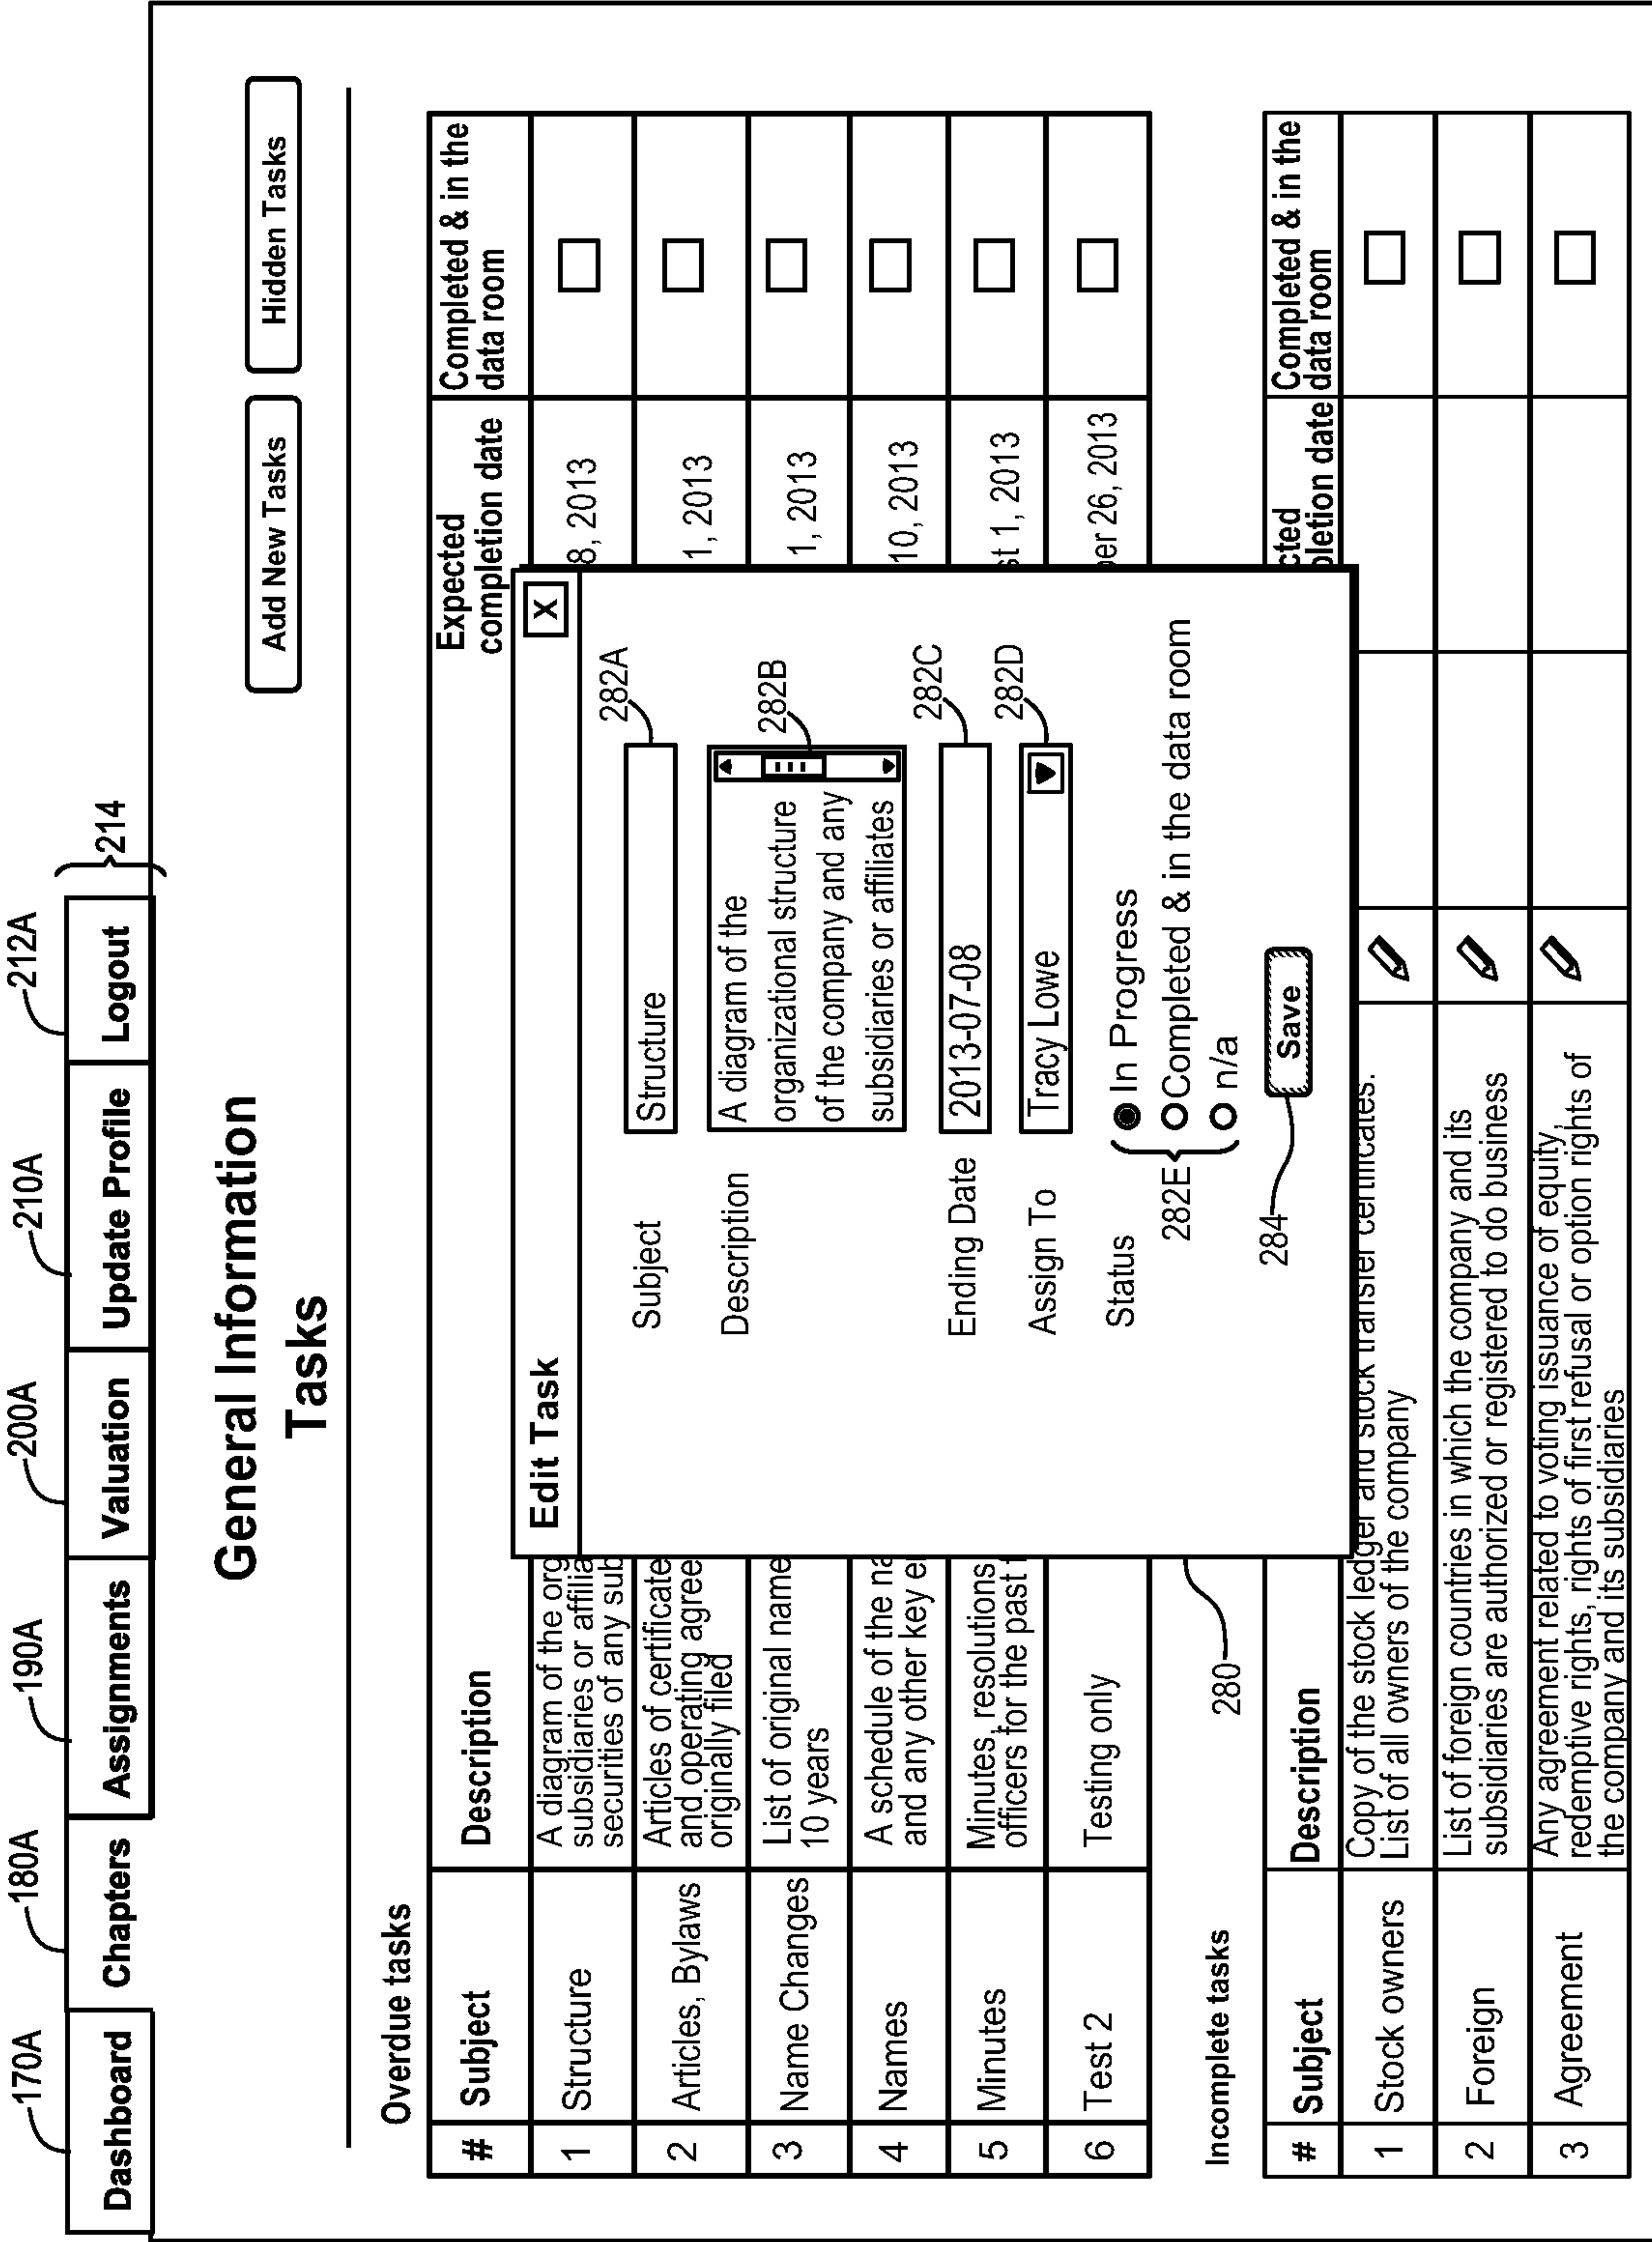 170A 180A 190A 200A 210A 212A
Dashboard Chapters Assignments Valuation Update Profile Logout 214
General Information
Tasks
Add New Tasks Hidden Tasks
Overdue tasks
# Subject Description Expected completion date Completed & in the data room
1 Structure A diagram of the org
subsidiaries or affilia
securities of any sub
8, 2013
2 Articles, Bylaws Articles of certificate
and operating agree
originally filed
1, 2013
3 Name Changes List of original name
10 years
1, 2013
4 Names A schedule of the na
and any other key e
10, 2013
5 Minutes Minutes, resolutions
officers for the past
st 1, 2013
6 Test 2 Testing only
ber 26, 2013
Edit Task X
Subject Structure 282A
Description A diagram of the
organizational structure
of the company and any
subsidiaries or affiliates
282B
Ending Date 2013-07-08 282C
Assign To Tracy Lowe 282D
Status In Progress
282E Completed & in the data room
n/a
284 Save
280
Incomplete tasks
# Subject Description cted
pletion date
Completed & in the
data room
1 Stock owners Copy of the stock ledger and stock transfer certificates.
List of all owners of the company
2 Foreign List of foreign countries in which the company and its
subsidiaries are authorized or registered to do business
3 Agreement Any agreement related to voting issuance of equity,
redemptive rights, rights of first refusal or option rights of
the company and its subsidiaries